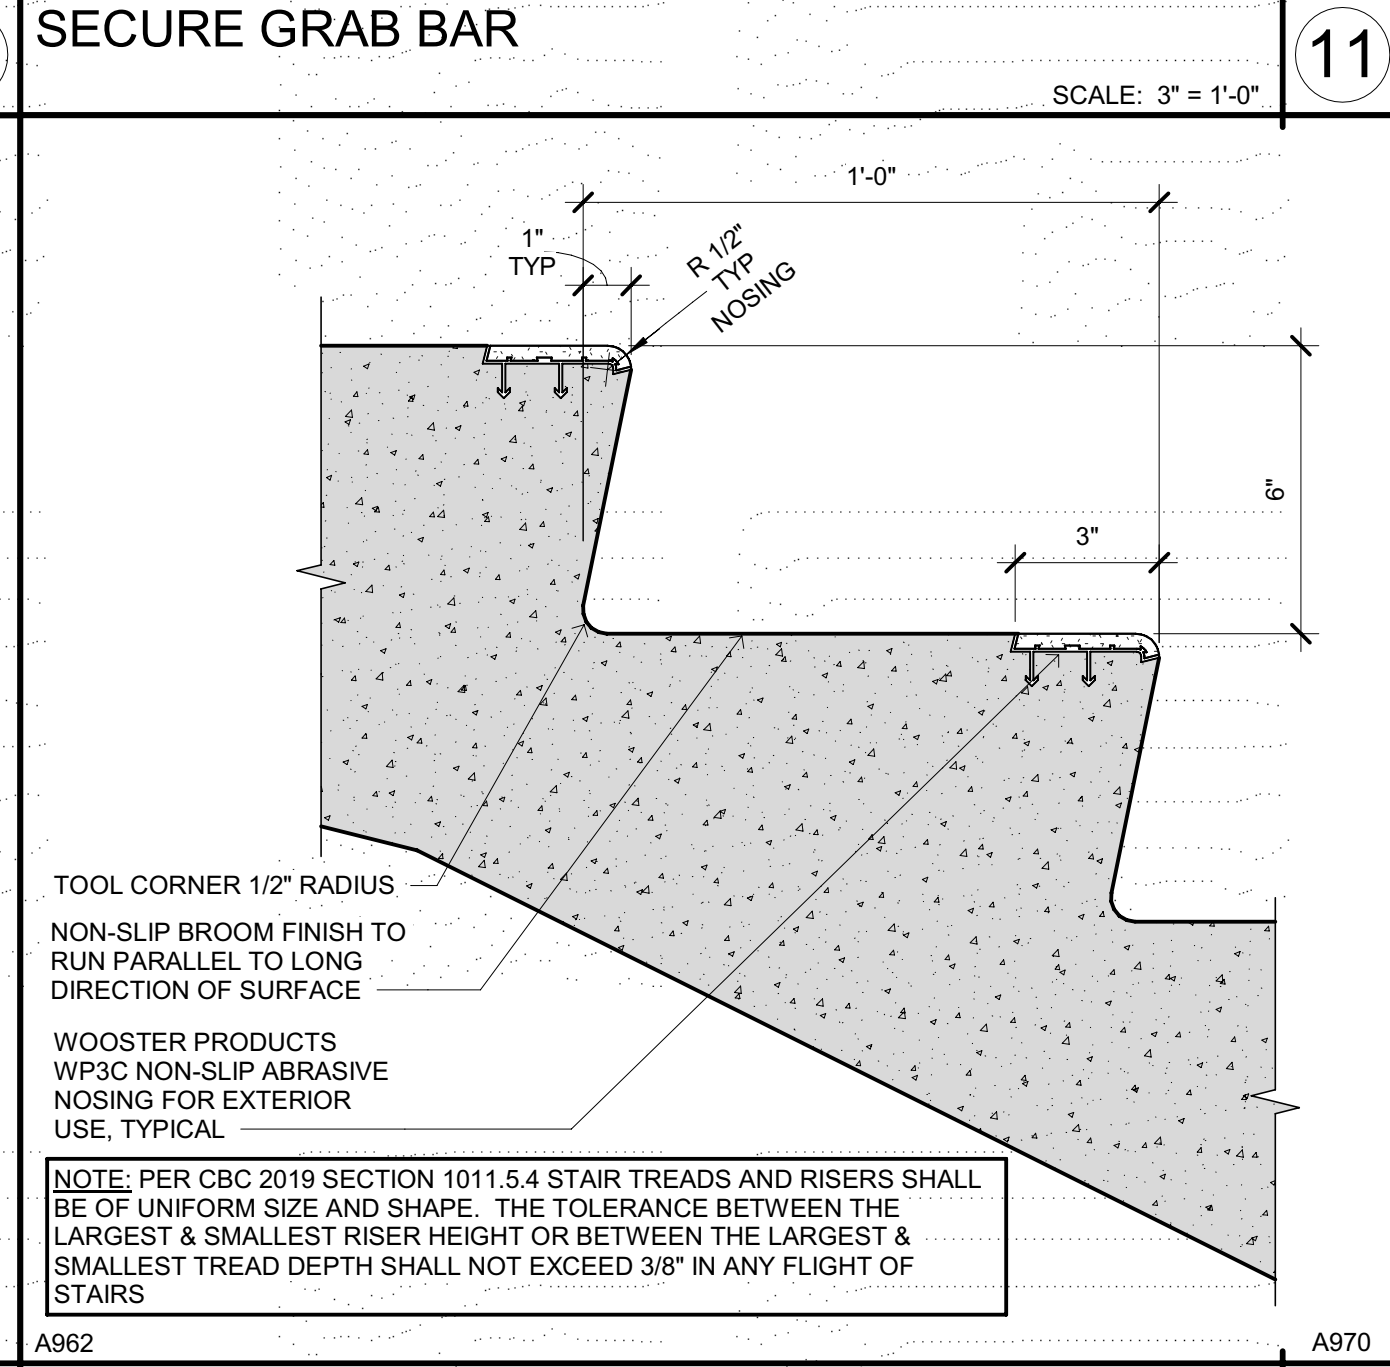 SECURE GRAB BAR
11
SCALE: 3" = 1'-0"
1'-0"
1"
TYP
R 1/2"
TYP
NOSING
6"
3"
TOOL CORNER 1/2" RADIUS
NON-SLIP BROOM FINISH TO
RUN PARALLEL TO LONG
DIRECTION OF SURFACE
WOOSTER PRODUCTS
WP3C NON-SLIP ABRASIVE
NOSING FOR EXTERIOR
USE, TYPICAL
NOTE: PER CBC 2019 SECTION 1011.5.4 STAIR TREADS AND RISERS SHALL
BE OF UNIFORM SIZE AND SHAPE. THE TOLERANCE BETWEEN THE
LARGEST & SMALLEST RISER HEIGHT OR BETWEEN THE LARGEST &
SMALLEST TREAD DEPTH SHALL NOT EXCEED 3/8" IN ANY FLIGHT OF
STAIRS
A962
A970